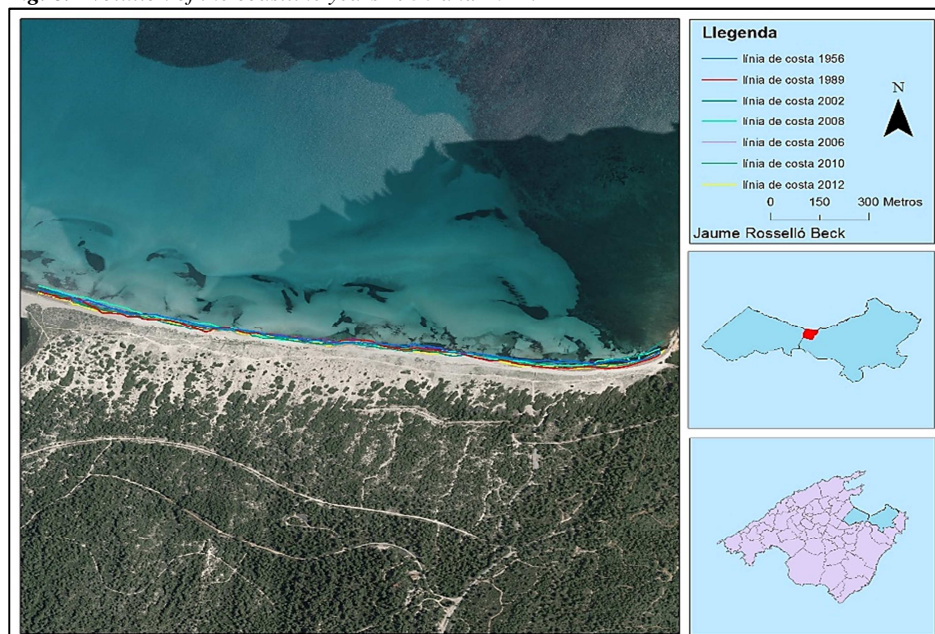 Llegenda
línia de costa 1956
línia de costa 1989
línia de costa 2002
línia de costa 2008
línia de costa 2006
línia de costa 2010
línia de costa 2012
N
0 150 300 Metros
Jaume Rosselló Beck